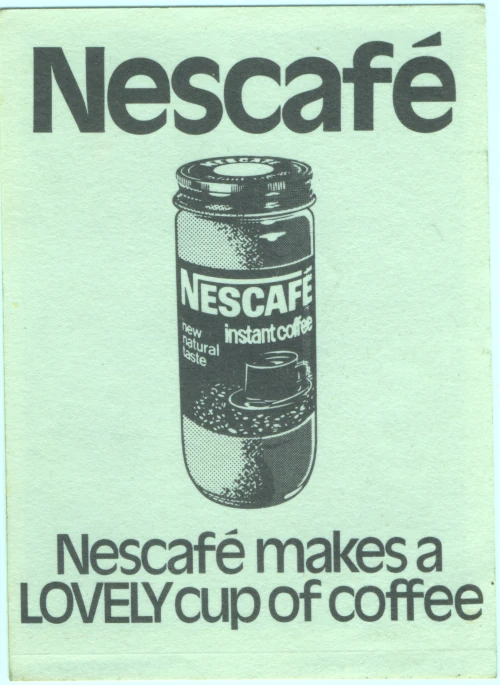 Nescafé
NESCAFÉ
NESCAFÉ
instant coffee
new
natural
taste
Nescafé makes a
LOVELY cup of coffee